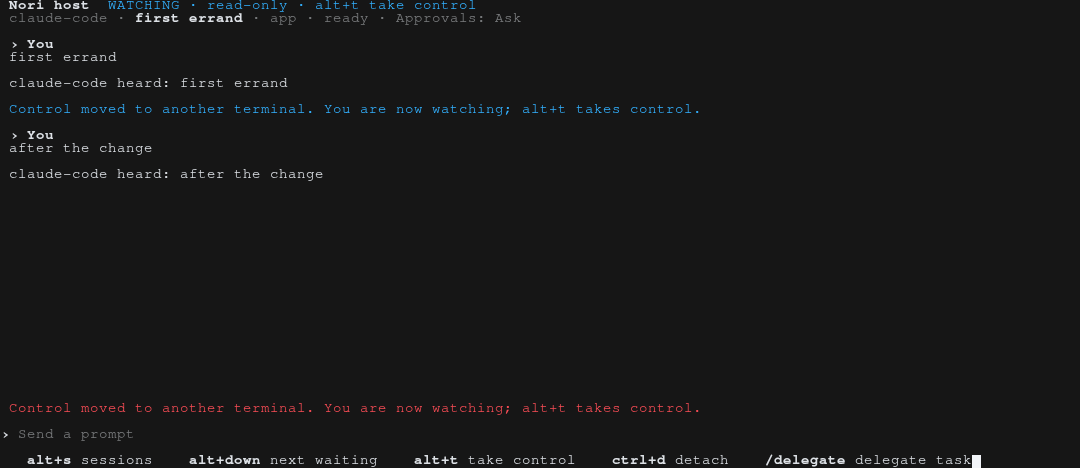 Nori host  WATCHING · read-only · alt+t take control
claude-code · first errand · app · ready · Approvals: Ask
› You
first errand
claude-code heard: first errand
Control moved to another terminal. You are now watching; alt+t takes control.
› You
after the change
claude-code heard: after the change
Control moved to another terminal. You are now watching; alt+t takes control.
› Send a prompt
alt+s sessions    alt+down next waiting    alt+t take control    ctrl+d detach    /delegate delegate task